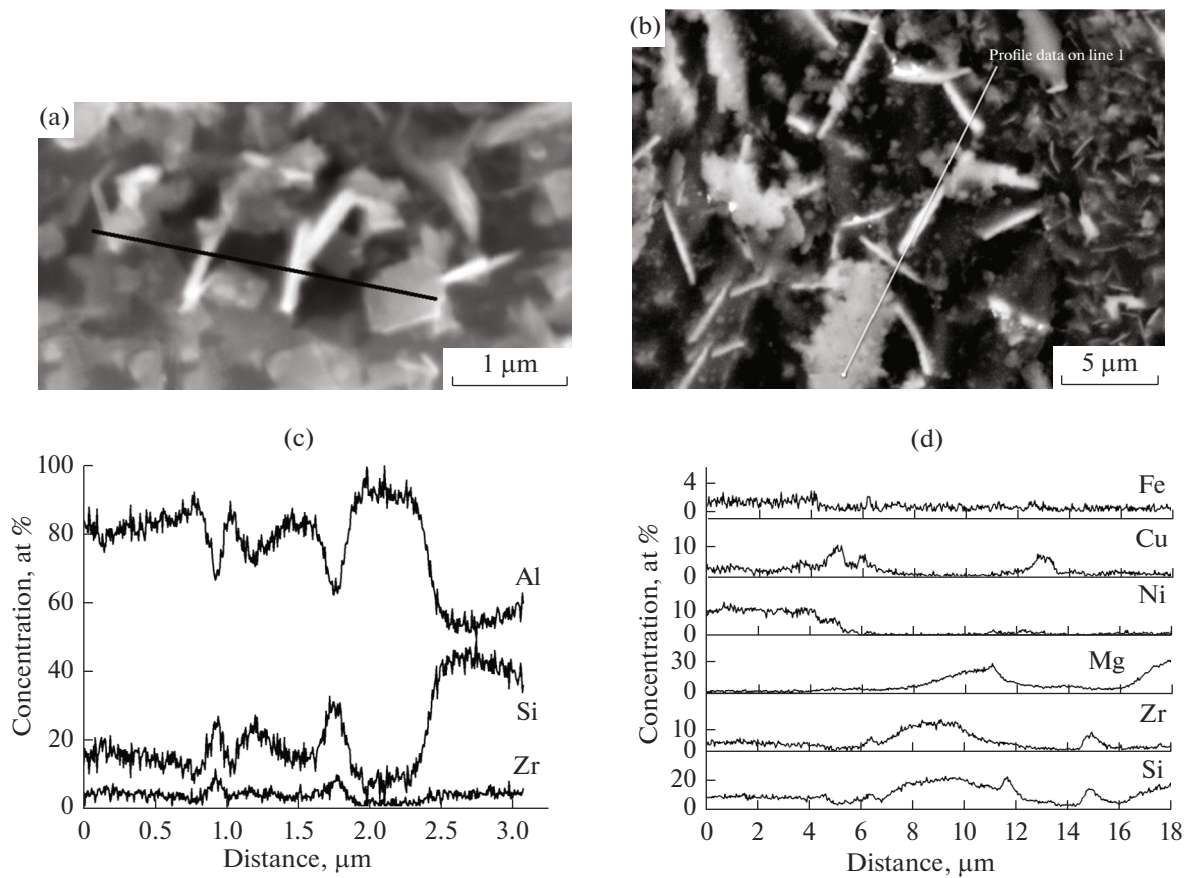 (a)
1 μm
(b)
Profile data on line 1
5 μm
(c)
Concentration, at %
100
80
60
40
20
0
Al
Si
Zr
0 0.5 1.0 1.5 2.0 2.5 3.0
Distance, μm
(d)
Concentration, at %
4
0
Fe
10
0
Cu
10
0
Ni
30
0
Mg
10
0
Zr
20
0
Si
0 2 4 6 8 10 12 14 16 18
Distance, μm